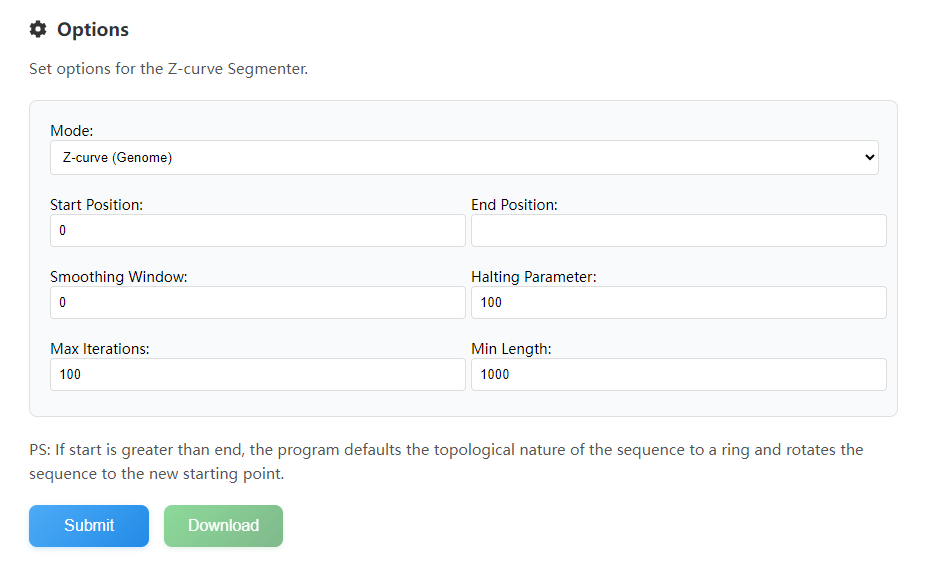 Options
Set options for the Z-curve Segmenter.
Mode:
Z-curve (Genome)
Start Position:
End Position:
0
Smoothing Window:
Halting Parameter:
0
100
Max Iterations:
Min Length:
100
1000
PS: If start is greater than end, the program defaults the topological nature of the sequence to a ring and rotates the
sequence to the new starting point.
Submit
Download